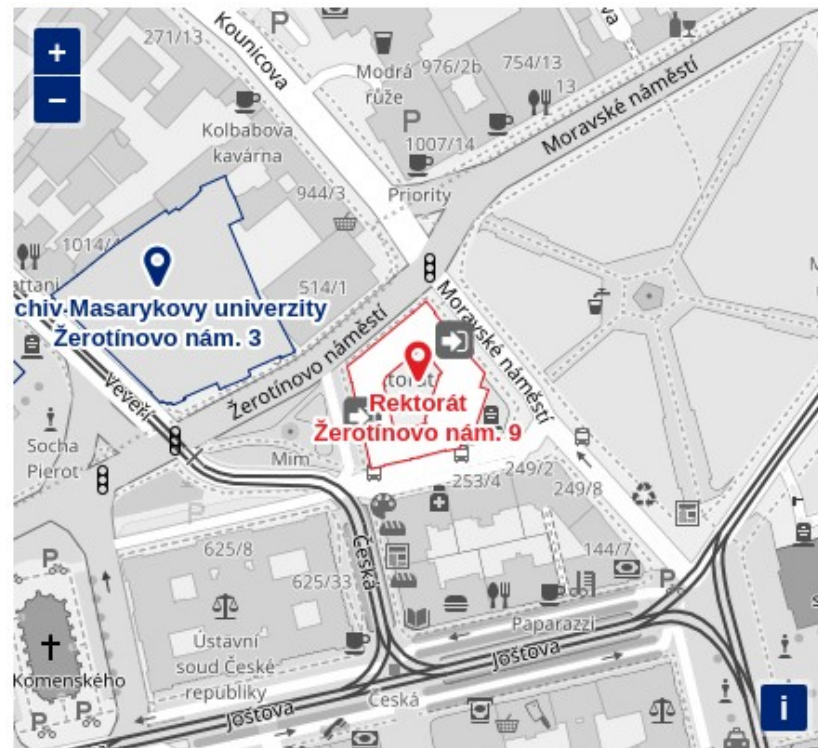 +
−
271/13
Kounicova
P
Modrá
růže
976/2b
754/13
13
Moravské náměstí
Kolbabova
kavárna
P
1007/14
Priority
944/3
1014/4
514/1
chiv Masarykovy univerzity
Žerotínovo nám. 3
Žerotínovo náměstí
Moravské náměstí
Rektorát
Žerotínovo nám. 9
Veveří
Socha
Pierot
Mim
253/4
249/2
249/8
625/8
625/33
Česká
144/7
P
P
Ústavní
soud České
republiky
Paparazzi
Joštova
Komenského
Česká
Joštova
P
P
i